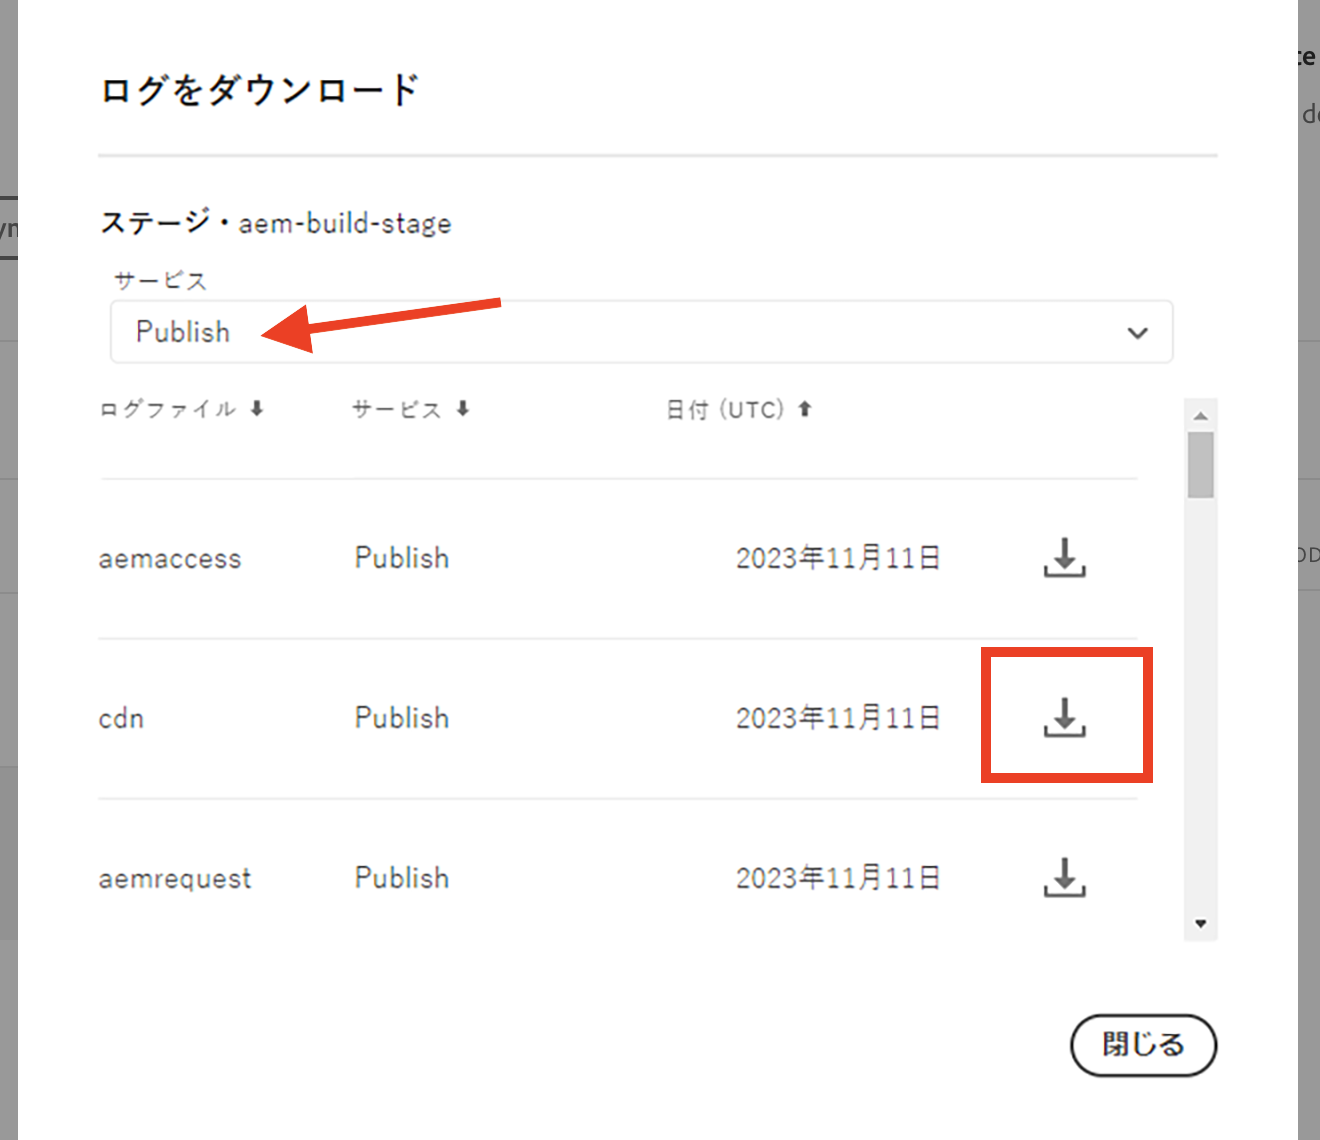 ログをダウンロード
ステージ・aem-build-stage
サービス
Publish
ログファイル サービス 日付 (UTC)
aemaccess Publish 2023年11月11日
cdn Publish 2023年11月11日
aemrequest Publish 2023年11月11日
閉じる